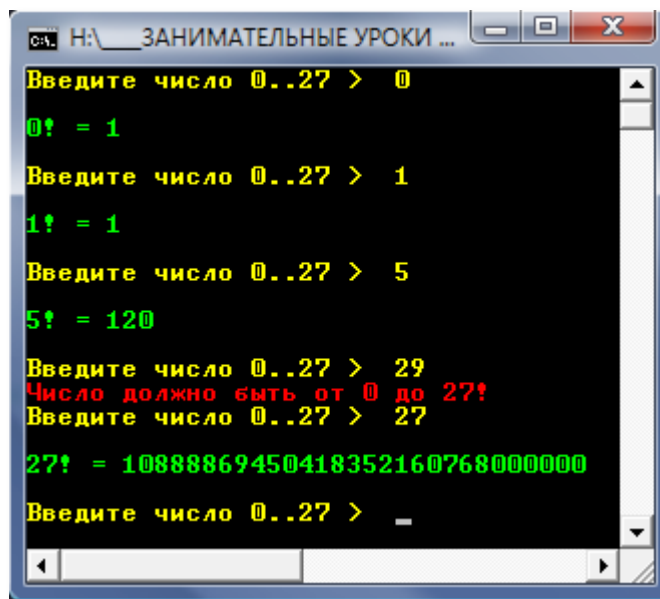 H:\___ЗАНИМАТЕЛЬНЫЕ УРОКИ ...
Введите число 0..27 > 0
0! = 1
Введите число 0..27 > 1
1! = 1
Введите число 0..27 > 5
5! = 120
Введите число 0..27 > 29
Число должно быть от 0 до 27!
Введите число 0..27 > 27
27! = 10888869450418352160768000000
Введите число 0..27 > _